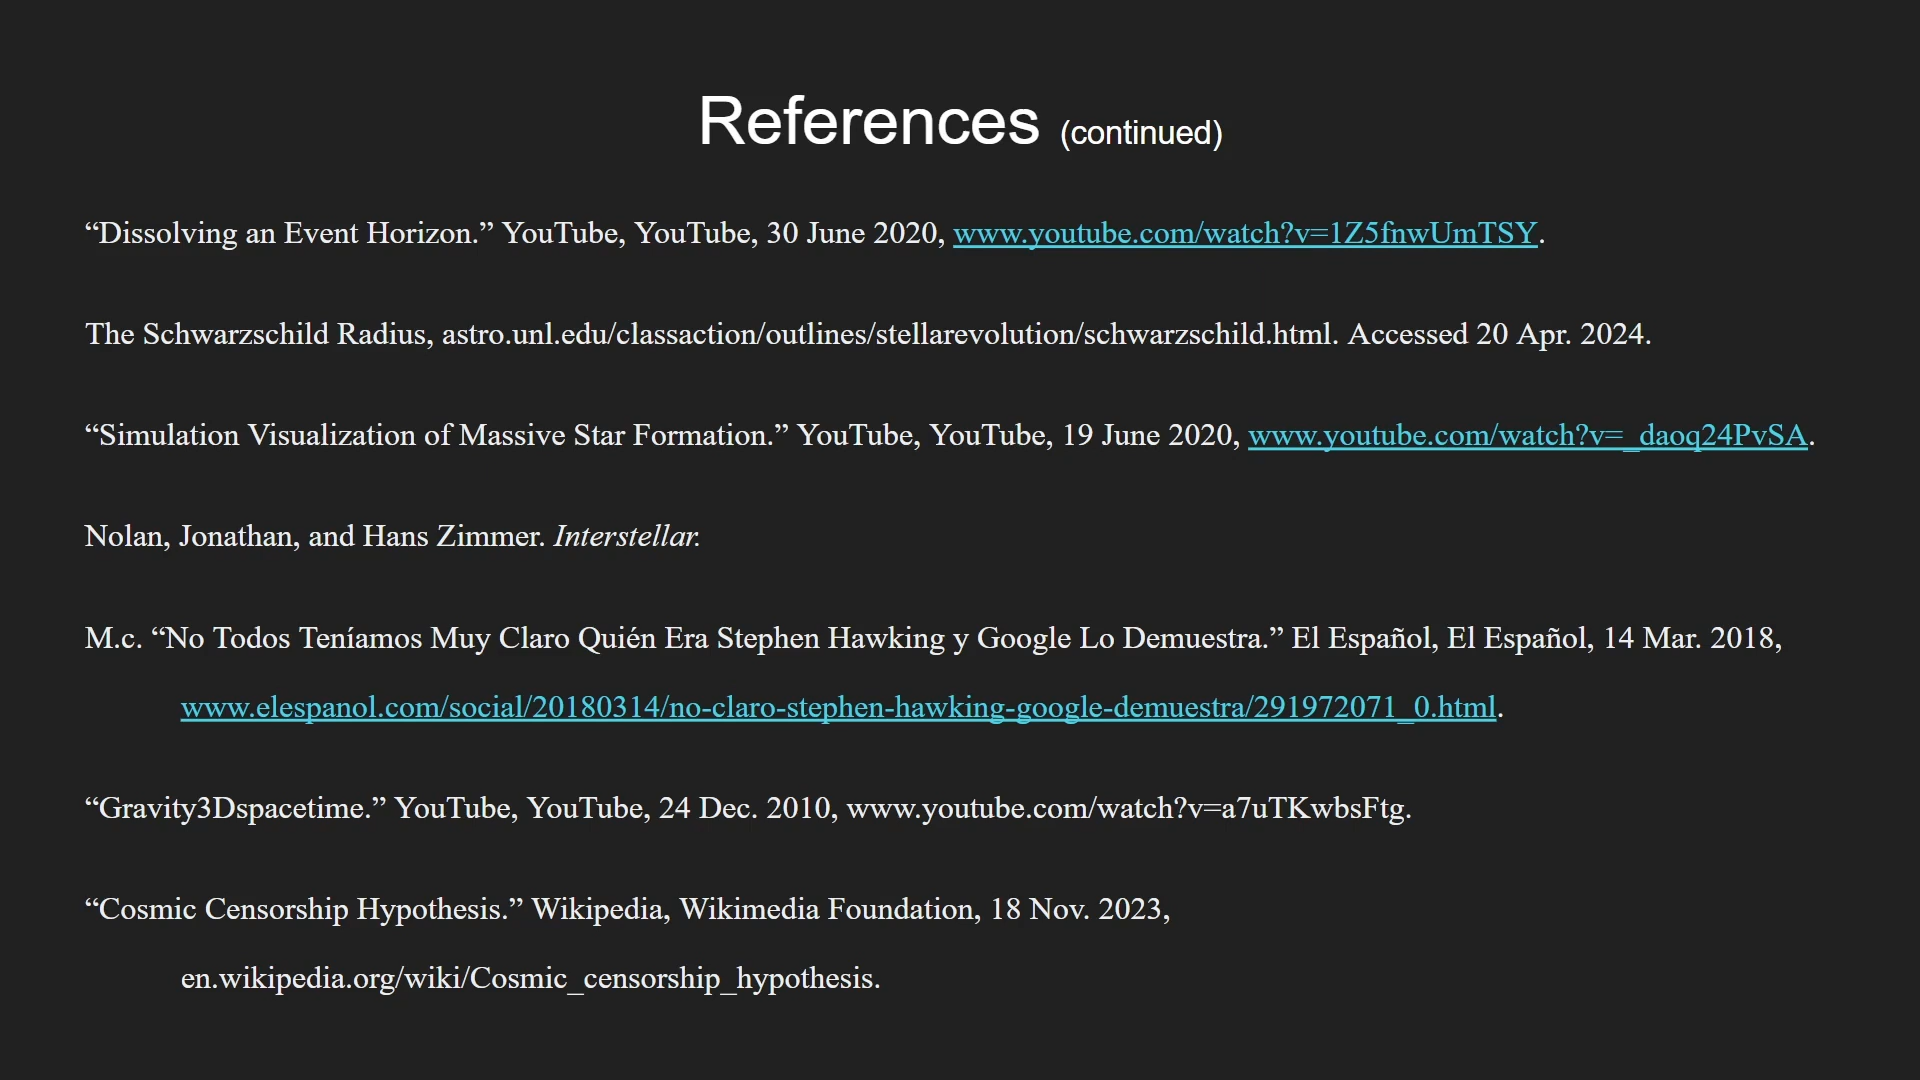 References (continued)
“Dissolving an Event Horizon.” YouTube, YouTube, 30 June 2020, www.youtube.com/watch?v=1Z5fnwUmTSY.
The Schwarzschild Radius, astro.unl.edu/classaction/outlines/stellarevolution/schwarzschild.html. Accessed 20 Apr. 2024.
“Simulation Visualization of Massive Star Formation.” YouTube, YouTube, 19 June 2020, www.youtube.com/watch?v=_daoq24PvSA.
Nolan, Jonathan, and Hans Zimmer. Interstellar.
M.c. “No Todos Teníamos Muy Claro Quién Era Stephen Hawking y Google Lo Demuestra.” El Español, El Español, 14 Mar. 2018,
www.elespanol.com/social/20180314/no-claro-stephen-hawking-google-demuestra/291972071_0.html.
“Gravity3Dspacetime.” YouTube, YouTube, 24 Dec. 2010, www.youtube.com/watch?v=a7uTKwbsFtg.
“Cosmic Censorship Hypothesis.” Wikipedia, Wikimedia Foundation, 18 Nov. 2023,
en.wikipedia.org/wiki/Cosmic_censorship_hypothesis.